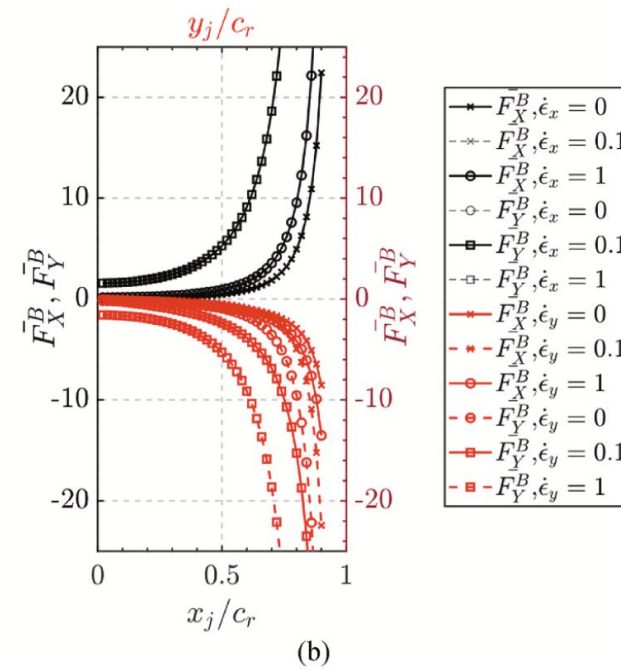 y_j/c_r
20
10
0
-10
-20
20
10
0
-10
-20
F̄_X^B, F̄_Y^B
F̄_X^B, F̄_Y^B
0
0.5
1
x_j/c_r
F̄_X^B, ϵ̇_x = 0
F̄_X^B, ϵ̇_x = 0.1
F̄_X^B, ϵ̇_x = 1
F̄_Y^B, ϵ̇_x = 0
F̄_Y^B, ϵ̇_x = 0.1
F̄_Y^B, ϵ̇_x = 1
F̄_X^B, ϵ̇_y = 0
F̄_X^B, ϵ̇_y = 0.1
F̄_X^B, ϵ̇_y = 1
F̄_Y^B, ϵ̇_y = 0
F̄_Y^B, ϵ̇_y = 0.1
F̄_Y^B, ϵ̇_y = 1
(b)